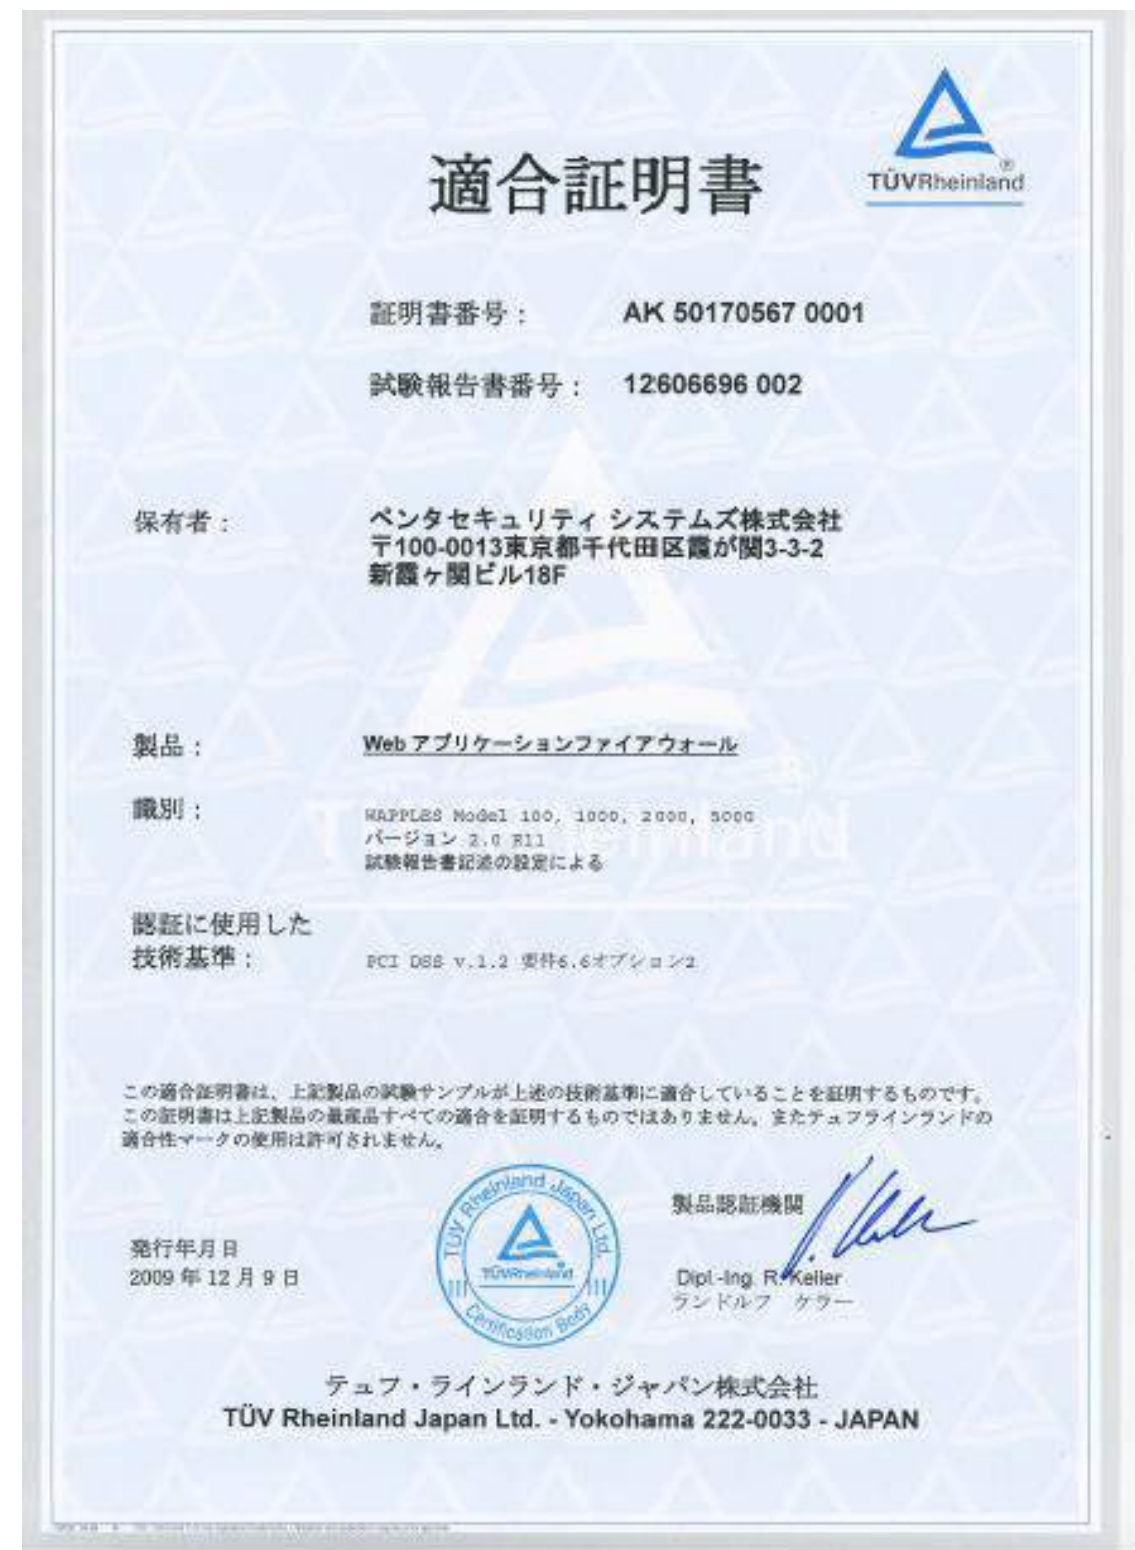 TÜVRheinland®
適合証明書
証明書番号： AK 50170567 0001
試験報告書番号： 12606696 002
保有者： ペンタセキュリティ システムズ株式会社
〒100-0013東京都千代田区霞が関3-3-2
新霞ヶ関ビル18F
製品： Web アプリケーションファイアウォール
識別： WAPPLES Model 100, 1000, 2000, 5000
バージョン 2.0 R11
試験報告書記述の設定による
認証に使用した
技術基準： PCI DSS v.1.2 要件6.6オプション2
この適合証明書は、上記製品の試験サンプルが上述の技術基準に適合していることを証明するものです。
この証明書は上記製品の量産品すべての適合を証明するものではありません。またテュフラインランドの
適合性マークの使用は許可されません。
TÜV Rheinland Japan Ltd.
TÜVRheinland
Certification Body
製品認証機関
発行年月日
2009 年 12 月 9 日
Dipl.-Ing. R. Keller
ランドルフ ケラー
テュフ・ラインランド・ジャパン株式会社
TÜV Rheinland Japan Ltd. - Yokohama 222-0033 - JAPAN